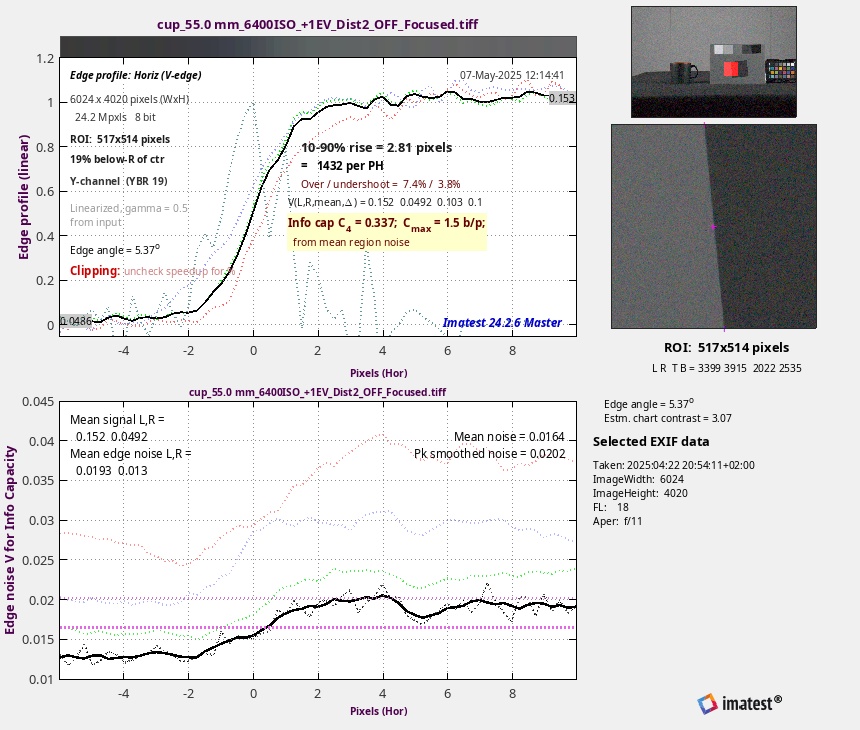 cup_55.0 mm_6400ISO_+1EV_Dist2_OFF_Focused.tiff
Edge profile: Horiz (V-edge)
07-May-2025 12:14:41
6024 x 4020 pixels (WxH)
24.2 Mpxls 8 bit
ROI: 517x514 pixels
19% below-R of ctr
Y-channel (YBR 19)
Linearized, gamma = 0.5
from input
Edge angle = 5.37º
Clipping: uncheck speedup for %
0.153
0.0486
10-90% rise = 2.81 pixels
= 1432 per PH
Over / undershoot = 7.4% / 3.8%
V(L,R,mean,Δ) = 0.152 0.0492 0.103 0.1
Info cap C4 = 0.337; Cmax = 1.5 b/p;
from mean region noise
Imatest 24.2.6 Master
Edge profile (linear)
1.2
1
0.8
0.6
0.4
0.2
0
-4 -2 0 2 4 6 8
Pixels (Hor)
ROI: 517x514 pixels
L R T B = 3399 3915 2022 2535
Edge angle = 5.37º
Estm. chart contrast = 3.07
Selected EXIF data
Taken: 2025:04:22 20:54:11+02:00
ImageWidth: 6024
ImageHeight: 4020
FL: 18
Aper: f/11
cup_55.0 mm_6400ISO_+1EV_Dist2_OFF_Focused.tiff
Mean signal L,R =
0.152 0.0492
Mean edge noise L,R =
0.0193 0.013
Mean noise = 0.0164
Pk smoothed noise = 0.0202
Edge noise V for Info Capacity
0.045
0.04
0.035
0.03
0.025
0.02
0.015
0.01
-4 -2 0 2 4 6 8
Pixels (Hor)
imatest®